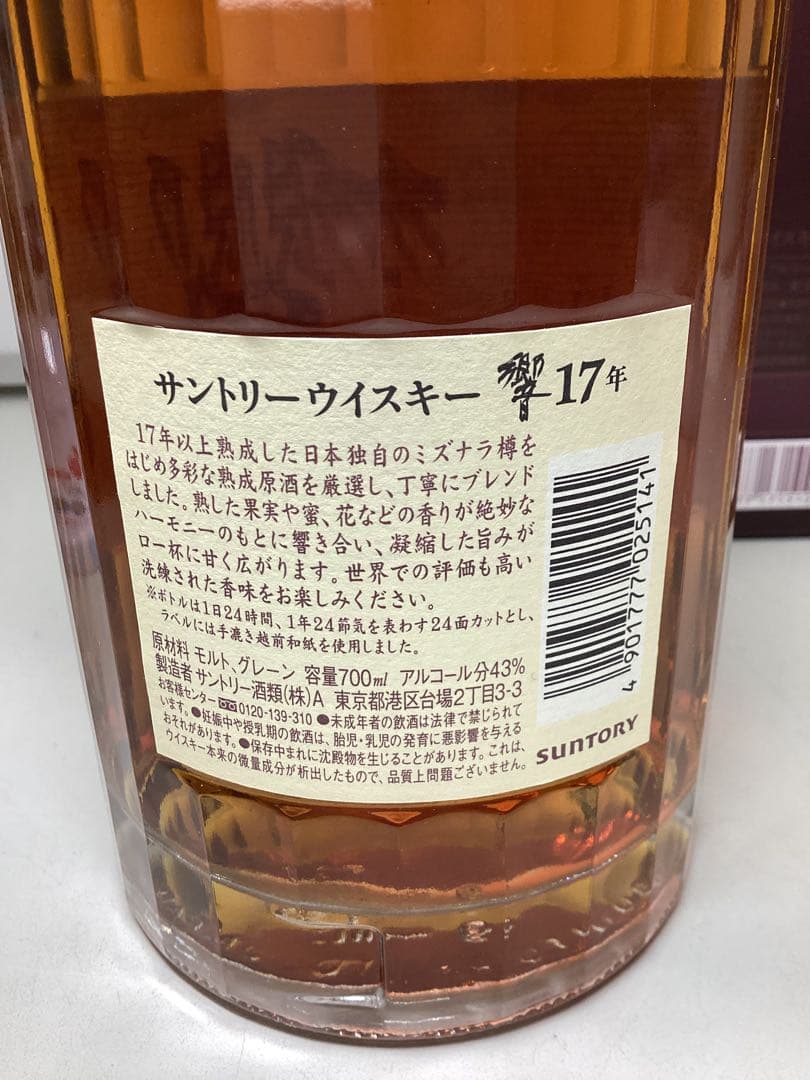 サントリーウイスキー 響 17年
17年以上熟成した日本独自のミズナラ樽を
はじめ多彩な熟成原酒を厳選し、丁寧にブレンド
しました。熟した果実や蜜、花などの香りが絶妙な
ハーモニーのもとに響き合い、凝縮した旨みが
口一杯に甘く広がります。世界での評価も高い
洗練された香味をお楽しみください。
※ボトルは1日24時間、1年24節気を表わす24面カットとし、
ラベルには手漉き越前和紙を使用しました。
原材料 モルト、グレーン 容量700ml アルコール分43%
製造者 サントリー酒類(株)A 東京都港区台場2丁目3-3
お客様センター 0120-139-310 ●未成年者の飲酒は法律で禁じられて
います。●妊娠中や授乳期の飲酒は、胎児・乳児の発育に悪影響を与える
おそれがあります。●保存中まれに沈殿物を生じることがあります。これは、
ウイスキー本来の微量成分が析出したもので、品質上問題ございません。
4 901777 025141
SUNTORY